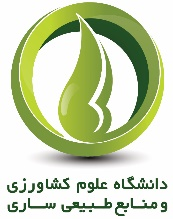 دانشگاه علوم کشاورزی
و منابع طبیعی ساری